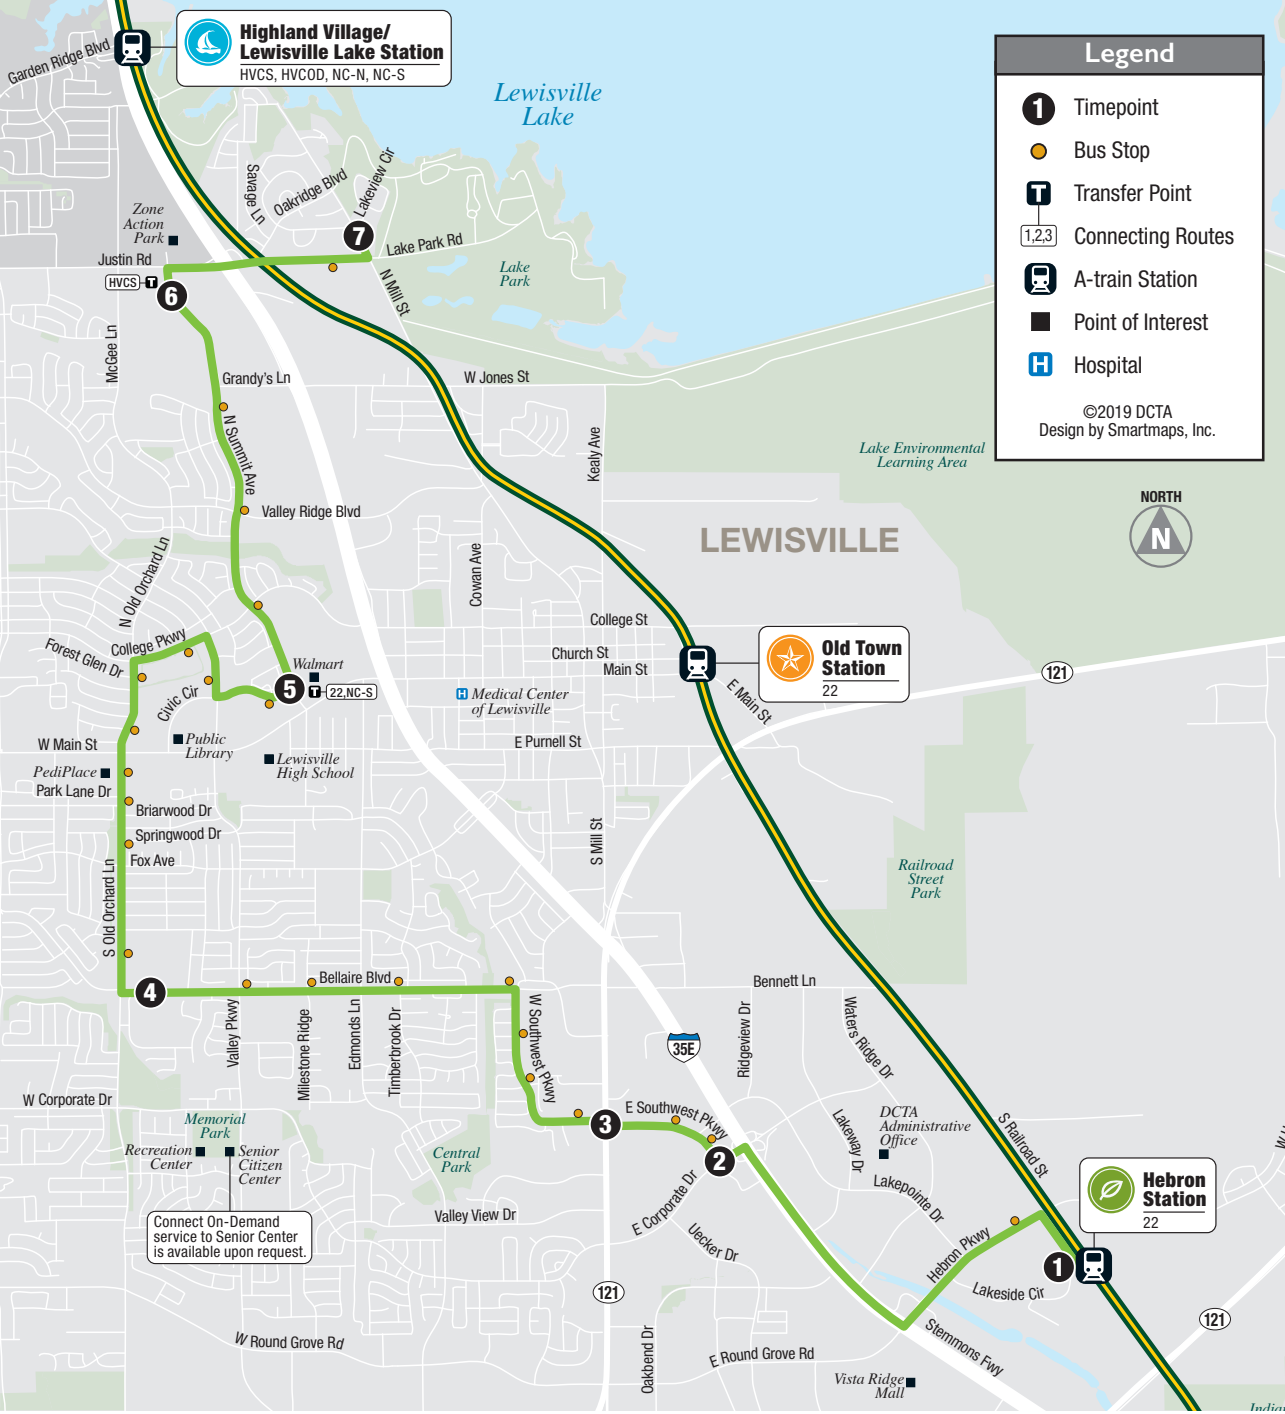 Highland Village/
Lewisville Lake Station
HVCS, HVCOD, NC-N, NC-S
Garden Ridge Blvd
Lewisville
Lake
Legend
1
Timepoint
Bus Stop
T
Transfer Point
1,2,3
Connecting Routes
A-train Station
Point of Interest
H
Hospital
©2019 DCTA
Design by Smartmaps, Inc.
NORTH
N
Savage Ln
Oakridge Blvd
Lakeview Cir
Zone
Action
Park
7
Lake Park Rd
Justin Rd
HVCS
T
6
N Mill St
Lake
Park
McGee Ln
Grandy's Ln
W Jones St
N Summit Ave
Kealy Ave
Lake Environmental
Learning Area
Valley Ridge Blvd
LEWISVILLE
N Old Orchard Ln
Cowan Ave
College St
College Pkwy
Forest Glen Dr
Church St
Main St
Old Town
Station
22
121
Walmart
5
T
22,NC-S
Civic Cir
H
Medical Center
of Lewisville
E Main St
W Main St
Public
Library
E Purnell St
PediPlace
Lewisville
High School
Park Lane Dr
Briarwood Dr
Springwood Dr
Fox Ave
S Mill St
Railroad
Street
Park
S Old Orchard Ln
4
Bellaire Blvd
Bennett Ln
Valley Pkwy
Milestone Ridge
Edmonds Ln
Timberbrook Dr
W Southwest Pkwy
35E
Ridgeview Dr
Waters Ridge Dr
W Corporate Dr
Memorial
Park
3
E Southwest Pkwy
2
Lakeway Dr
DCTA
Administrative
Office
S Railroad St
Recreation
Center
Senior
Citizen
Center
Central
Park
Lakepointe Dr
Hebron
Station
22
Connect On-Demand
service to Senior Center
is available upon request.
Valley View Dr
E Corporate Dr
Uecker Dr
Hebron Pkwy
1
Lakeside Cir
121
121
W Round Grove Rd
Oakbend Dr
E Round Grove Rd
Stemmons Fwy
Vista Ridge
Mall